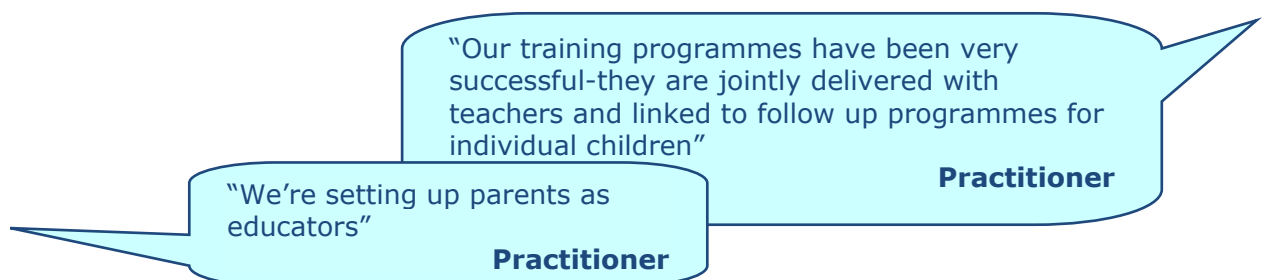 “Our training programmes have been very
successful-they are jointly delivered with
teachers and linked to follow up programmes for
individual children”
Practitioner
“We’re setting up parents as
educators”
Practitioner